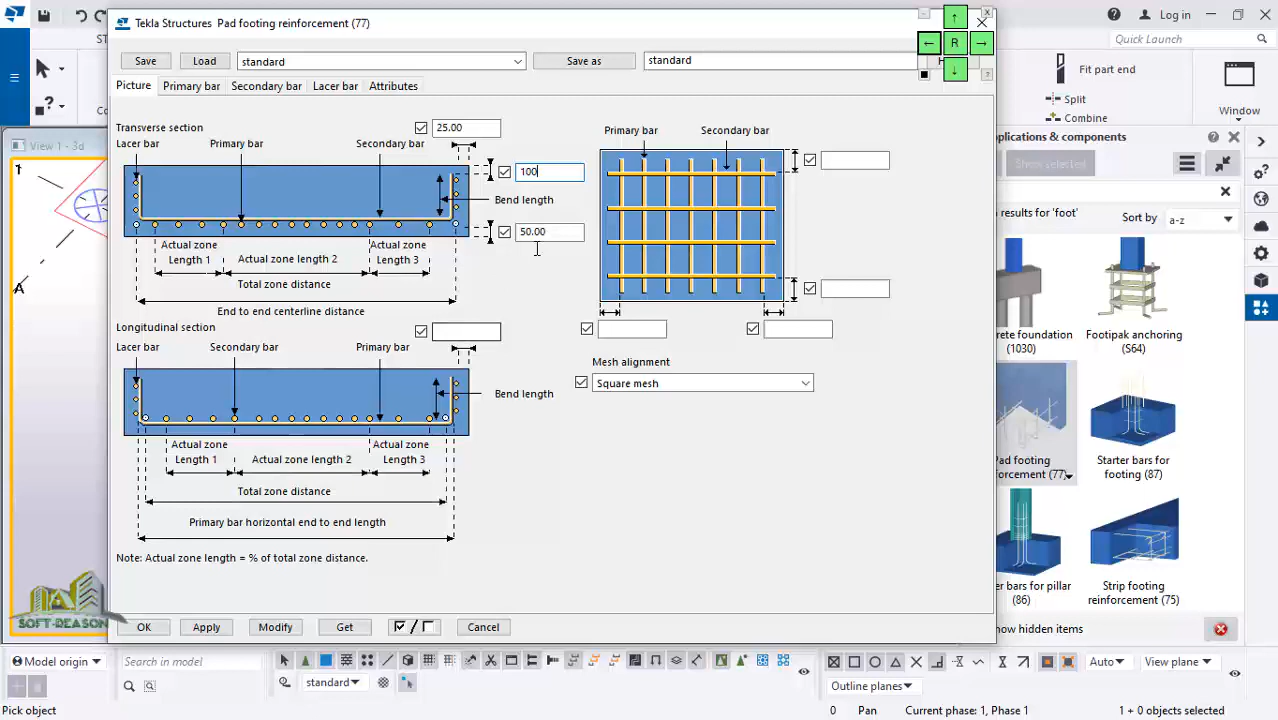 Tekla Structures Pad footing reinforcement (77)
Log in
Quick Launch
Save
Load
standard
Save as
standard
R
Fit part end
Split
Combine
Window
Picture
Primary bar
Secondary bar
Lacer bar
Attributes
View 1 - 3d
Transverse section
25.00
Lacer bar
Primary bar
Secondary bar
100
Bend length
50.00
Actual zone
Length 1
Actual zone length 2
Actual zone
Length 3
Total zone distance
End to end centerline distance
Longitudinal section
Lacer bar
Secondary bar
Primary bar
Bend length
Actual zone
Length 1
Actual zone length 2
Actual zone
Length 3
Total zone distance
Primary bar horizontal end to end length
Note: Actual zone length = % of total zone distance.
Primary bar
Secondary bar
Mesh alignment
Square mesh
pplications & components
Show selected
s results for 'foot'
Sort by
a-z
crete foundation
(1030)
Footipak anchoring
(S64)
Pad footing
forcement (77)
Starter bars for
footing (87)
ter bars for pillar
(86)
Strip footing
reinforcement (75)
how hidden items
1
A
SOFT-REASON
OK
Apply
Modify
Get
/
Cancel
Model origin
Search in model
standard
Auto
View plane
Outline planes
Pick object
0
Pan
Current phase: 1, Phase 1
1 + 0 objects selected